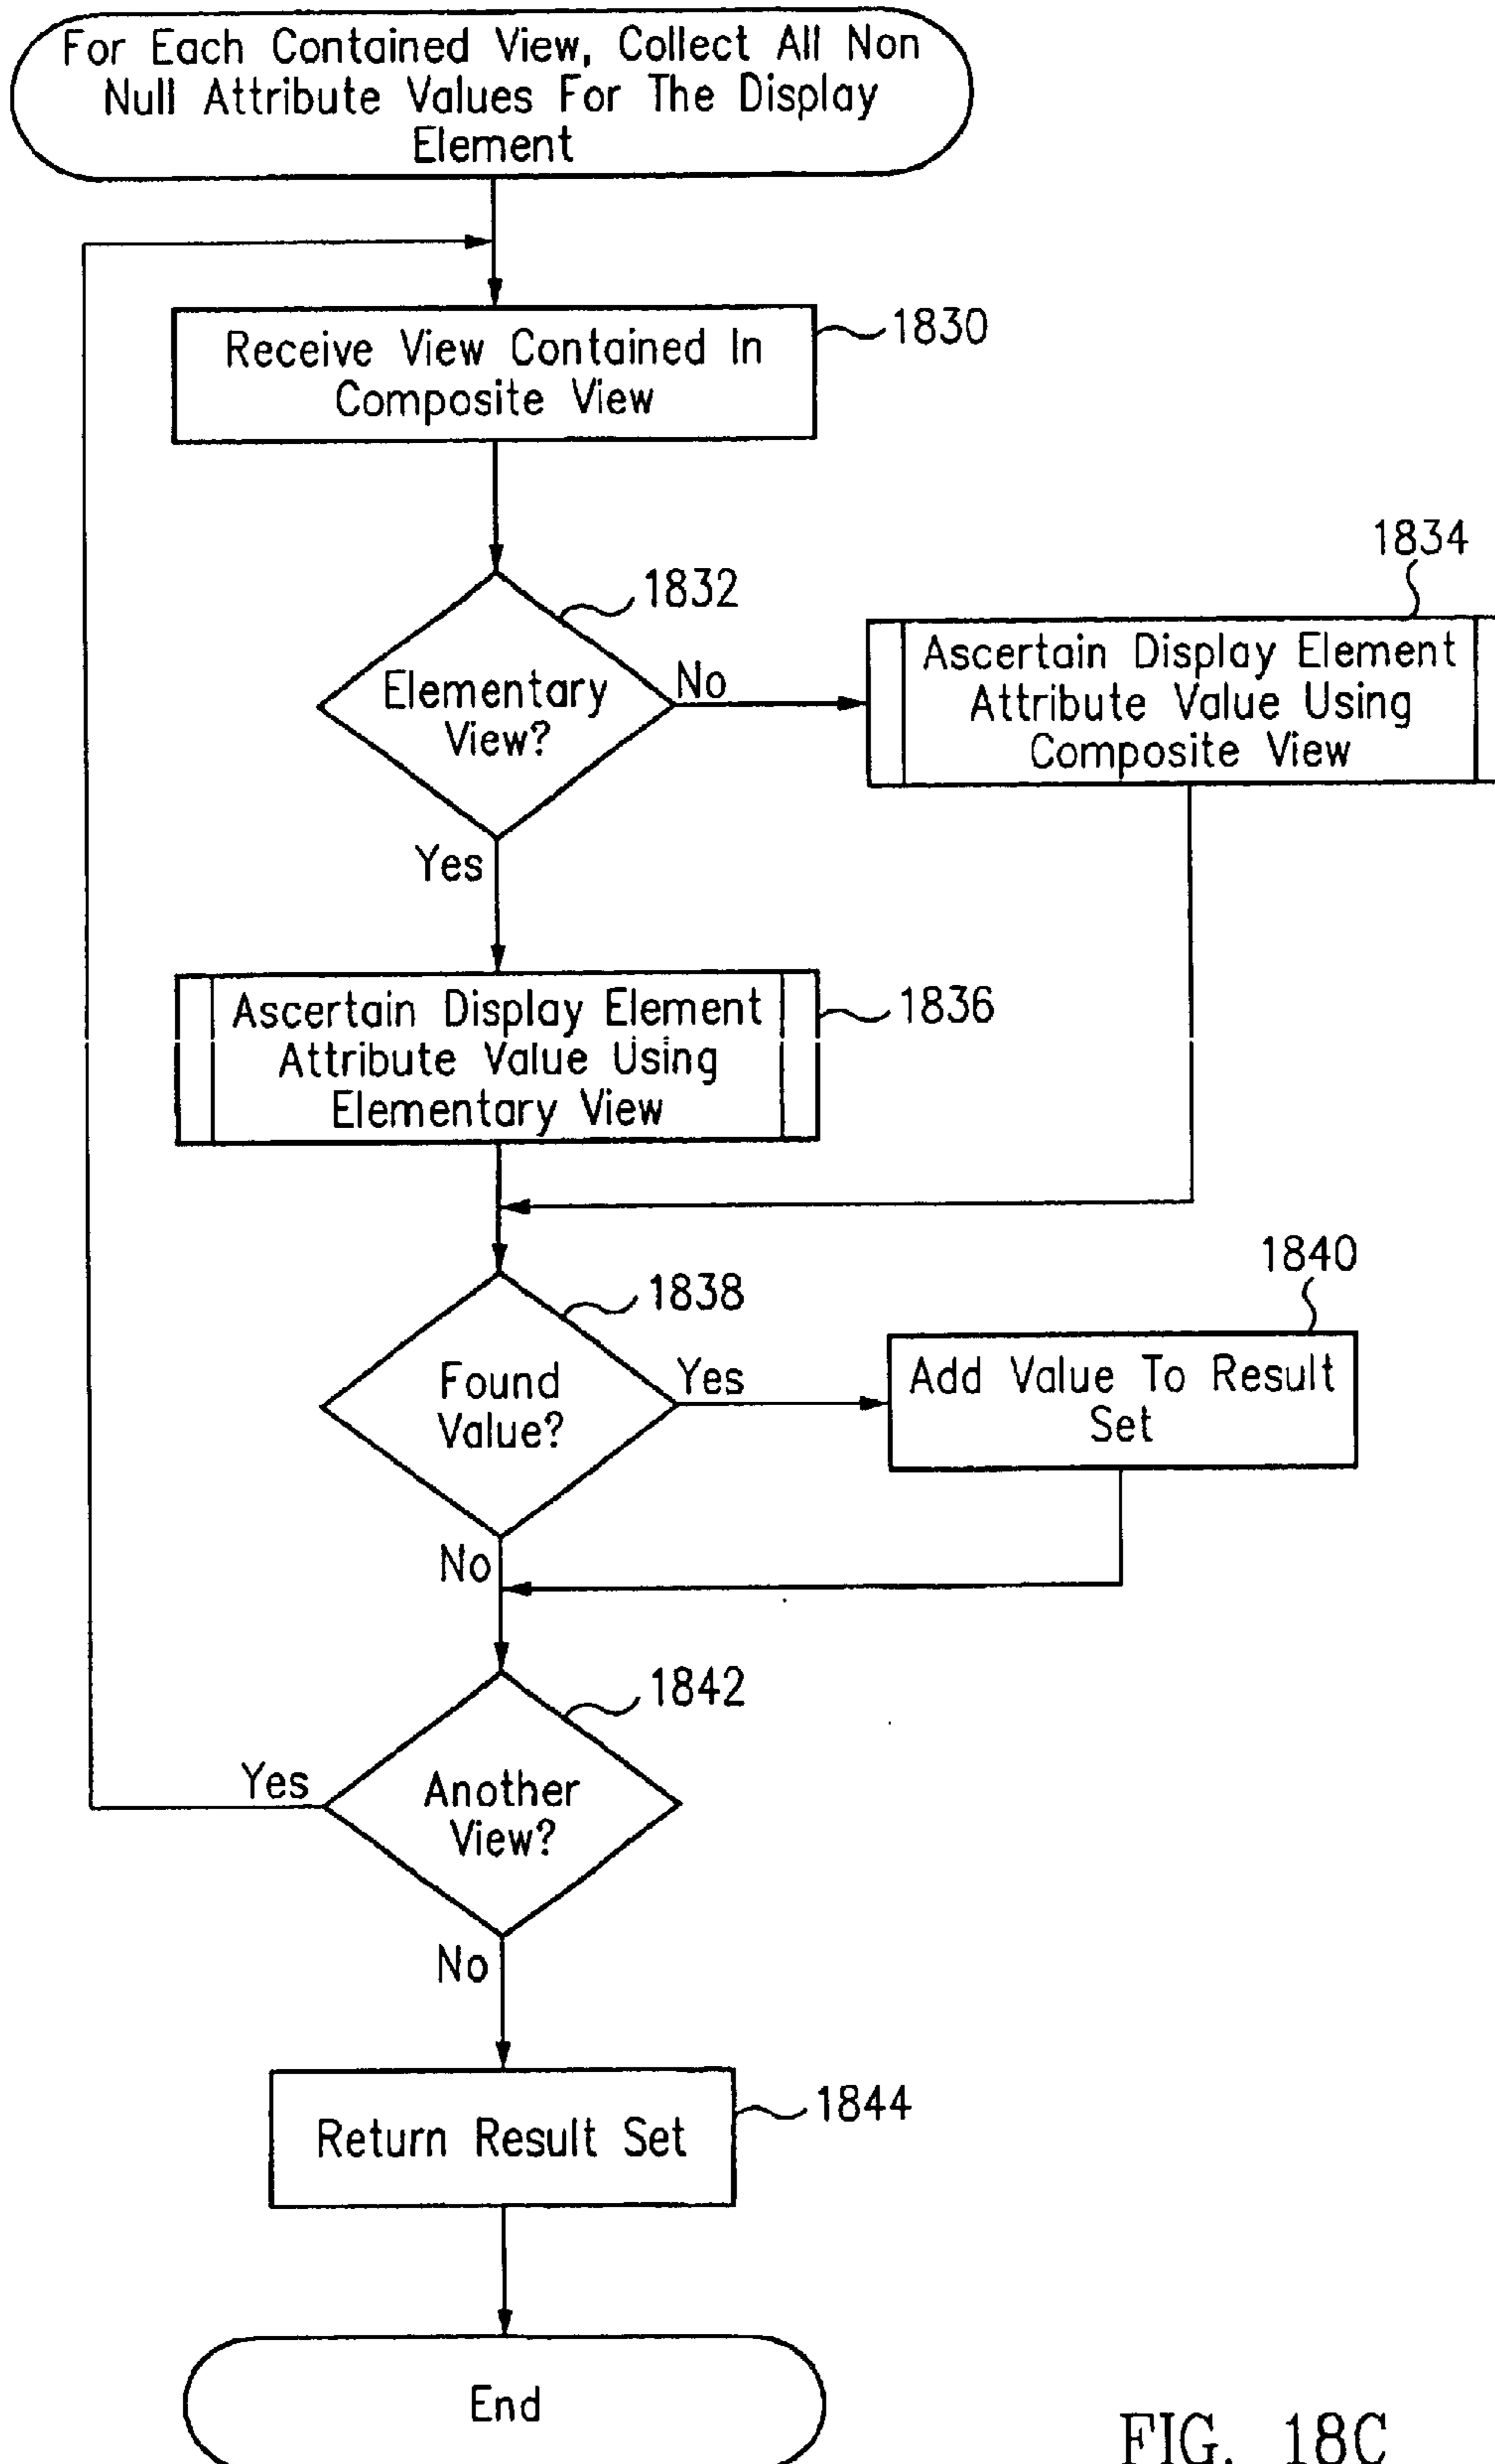 For Each Contained View, Collect All Non
Null Attribute Values For The Display
Element
Receive View Contained In
Composite View
1830
1832
Elementary
View?
No
Yes
1834
Ascertain Display Element
Attribute Value Using
Composite View
Ascertain Display Element
Attribute Value Using
Elementary View
1836
1838
Found
Value?
Yes
No
1840
Add Value To Result
Set
1842
Another
View?
Yes
No
Return Result Set
1844
End
FIG. 18C